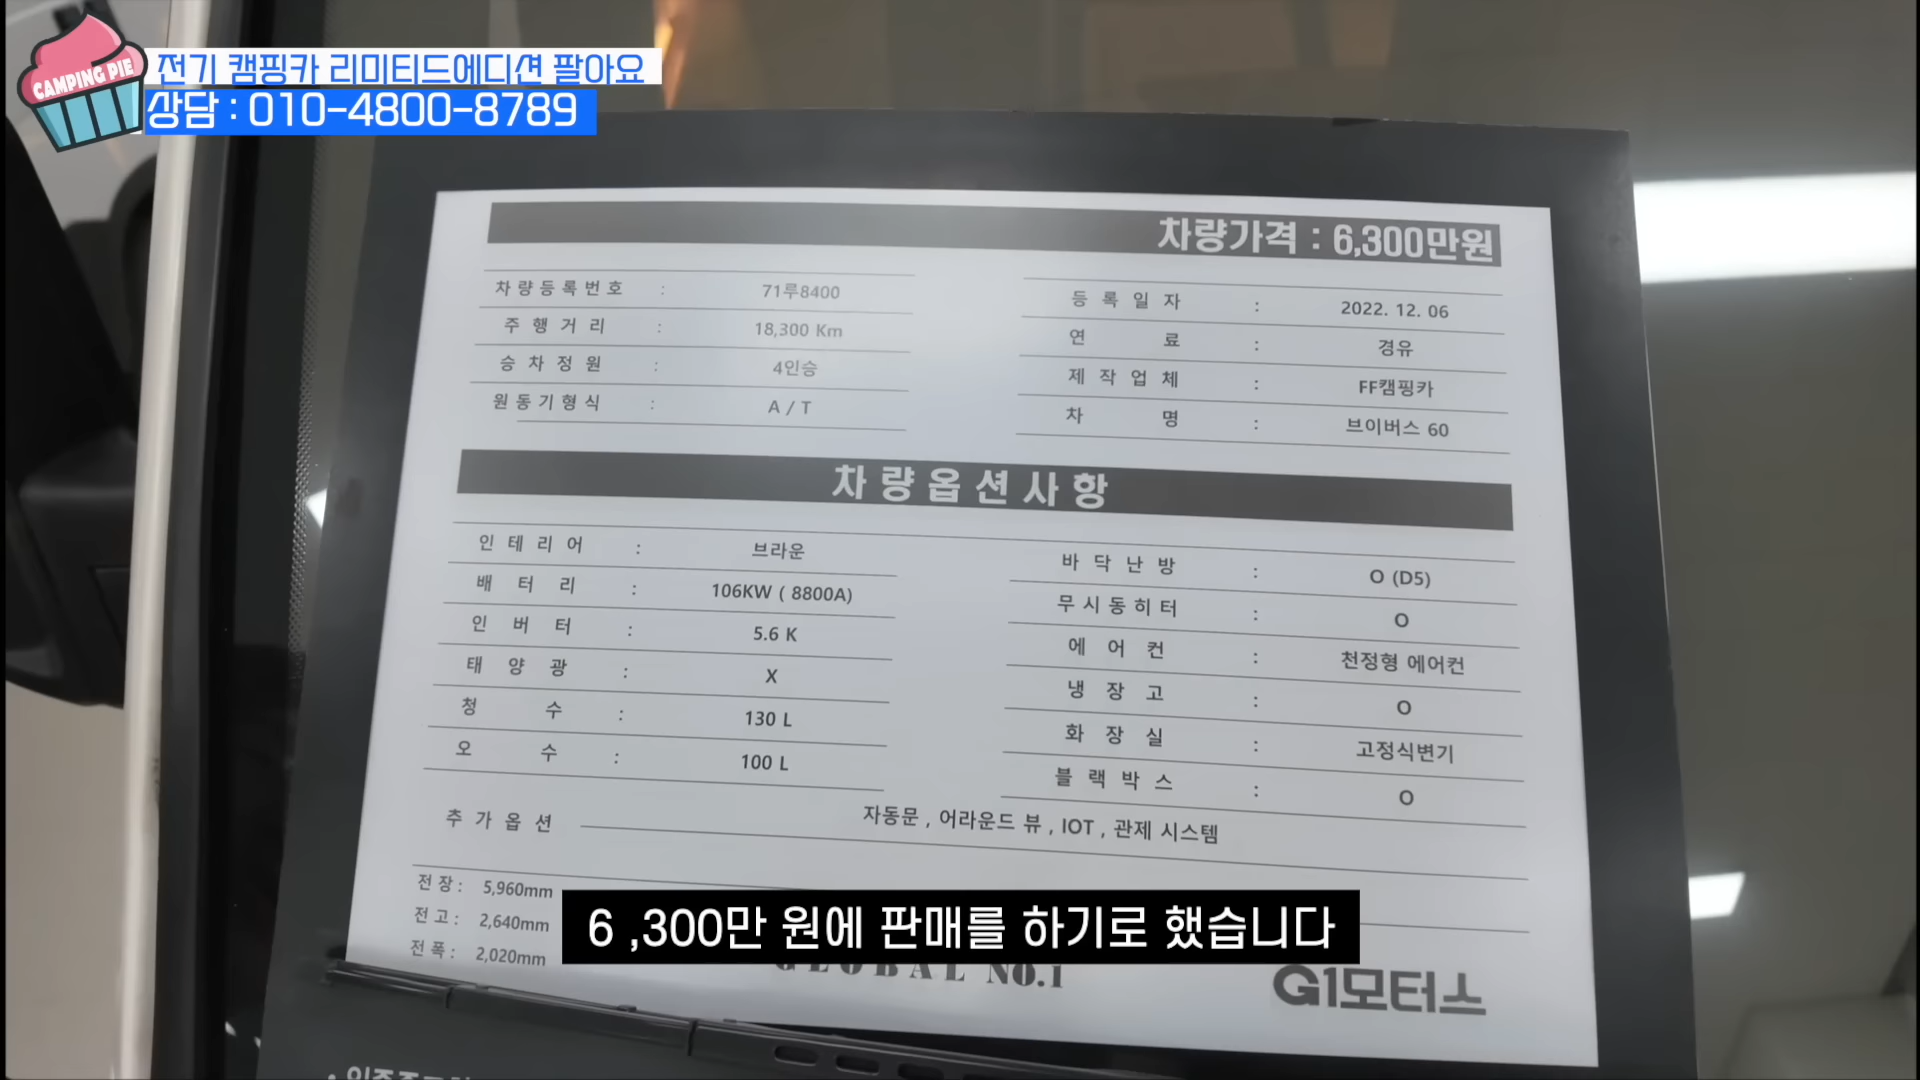 CAMPING PIE
전기 캠핑카 리미티드에디션 팔아요
상담 : 010-4800-8789
차량가격 : 6,300만원
차량등록번호 : 71루8400
주행거리 : 18,300 Km
승차정원 : 4인승
원동기형식 : A / T
등록일자 : 2022. 12. 06
연료 : 경유
제작업체 : FF캠핑카
차명 : 브이버스 60
차량옵션사항
인테리어 : 브라운
배터리 : 106KW ( 8800A)
인버터 : 5.6 K
태양광 : X
청수 : 130 L
오수 : 100 L
바닥난방 : O (D5)
무시동히터 : O
에어컨 : 천정형 에어컨
냉장고 : O
화장실 : 고정식변기
블랙박스 : O
추가옵션 자동문 , 어라운드 뷰 , IOT , 관제 시스템
전장 : 5,960mm
전고 : 2,640mm
전폭 : 2,020mm
6 ,300만 원에 판매를 하기로 했습니다
GLOBAL NO.1
G1모터스